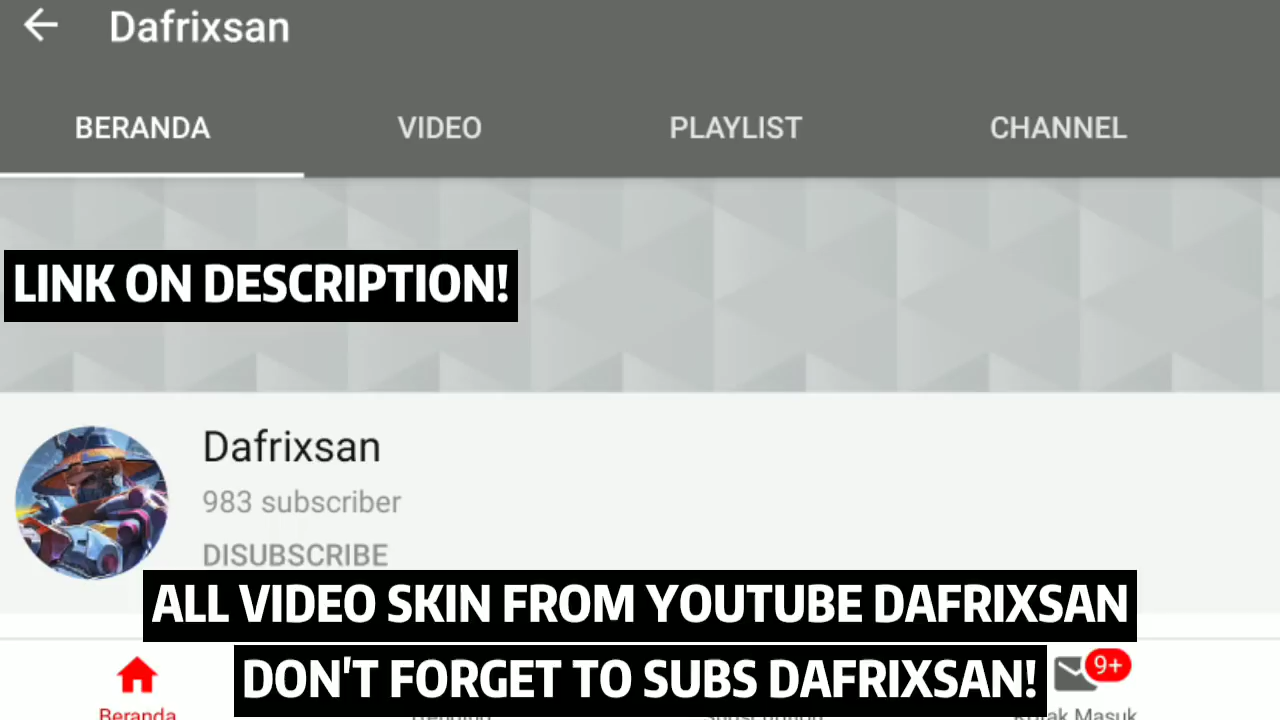 Dafrixsan
BERANDA VIDEO PLAYLIST CHANNEL
LINK ON DESCRIPTION!
Dafrixsan
983 subscriber
DISUBSCRIBE
ALL VIDEO SKIN FROM YOUTUBE DAFRIXSAN
DON'T FORGET TO SUBS DAFRIXSAN!
9+
Beranda
Masuk